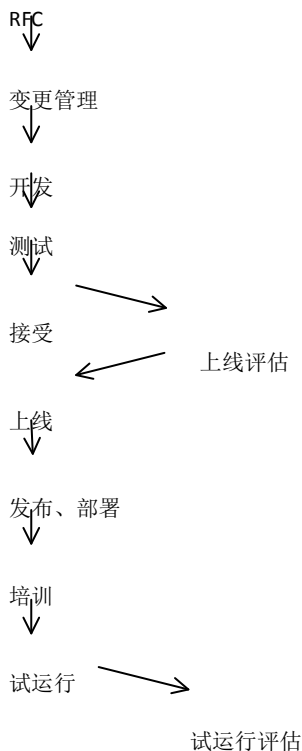 RFC
变更管理
开发
测试
接受
上线评估
上线
发布、部署
培训
试运行
试运行评估